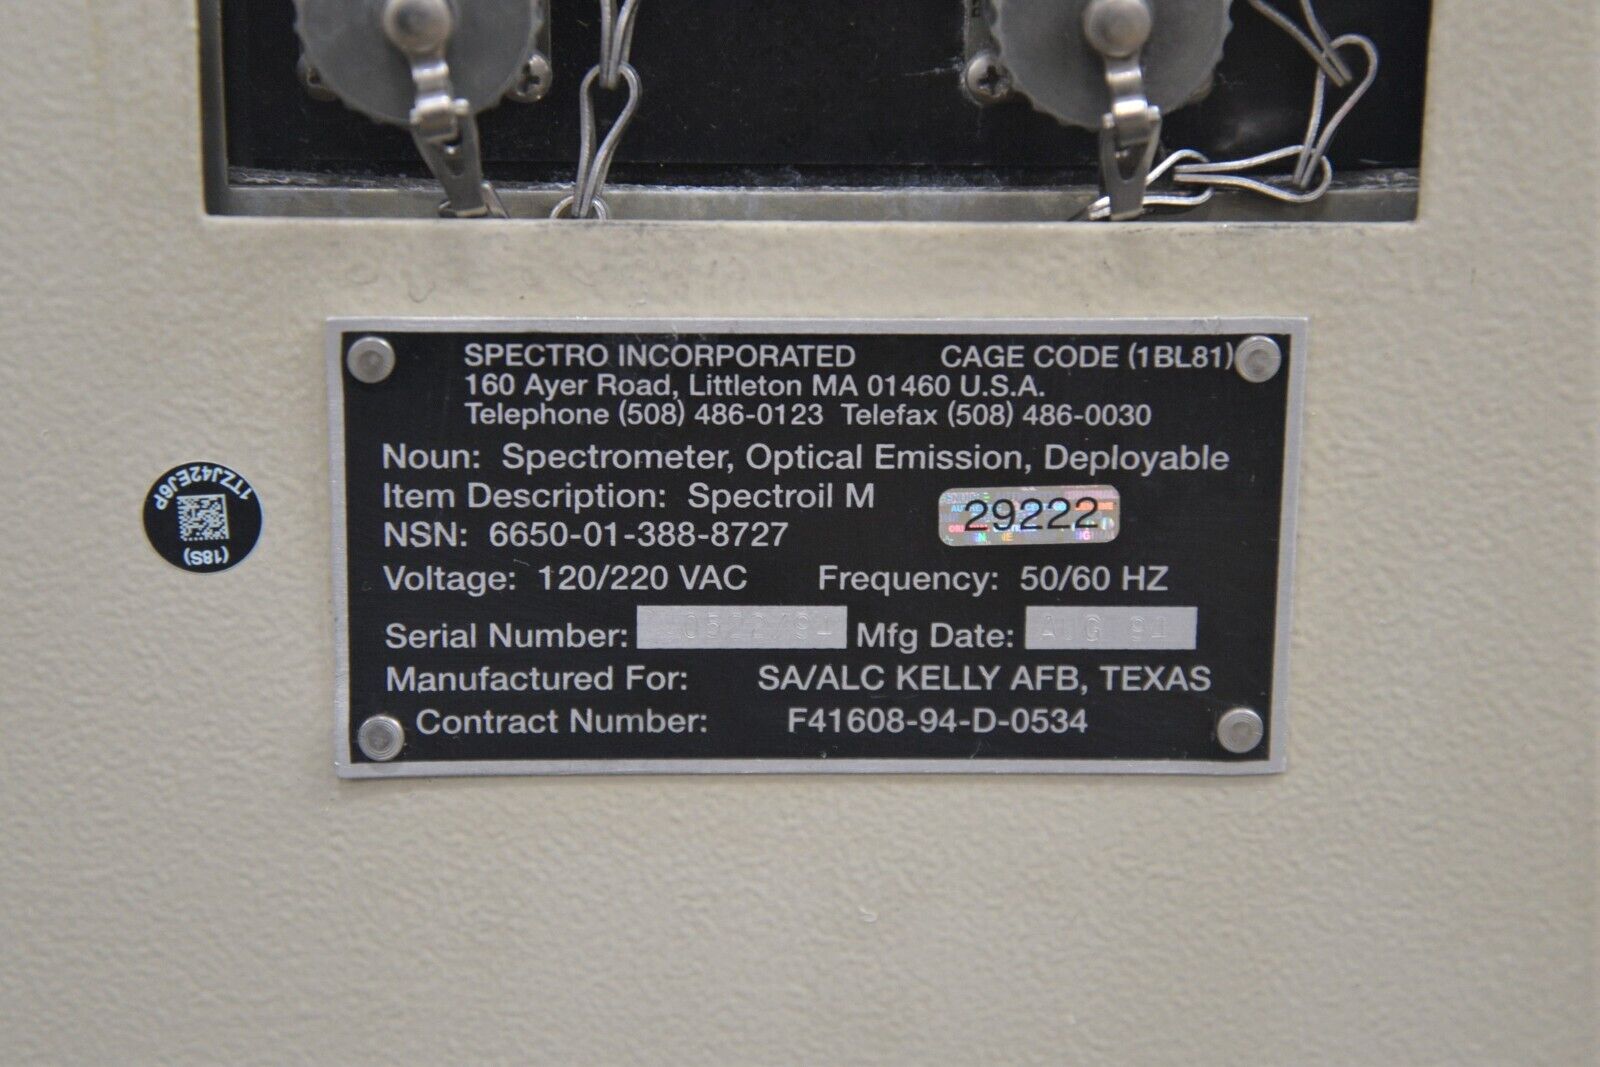 SPECTRO INCORPORATED CAGE CODE (1BL81)
160 Ayer Road, Littleton MA 01460 U.S.A.
Telephone (508) 486-0123 Telefax (508) 486-0030
Noun: Spectrometer, Optical Emission, Deployable
Item Description: Spectroil M
29222
NSN: 6650-01-388-8727
Voltage: 120/220 VAC Frequency: 50/60 HZ
Serial Number: Mfg Date: AUG
Manufactured For: SA/ALC KELLY AFB, TEXAS
Contract Number: F41608-94-D-0534
1TZJ42EJ6P
(18S)